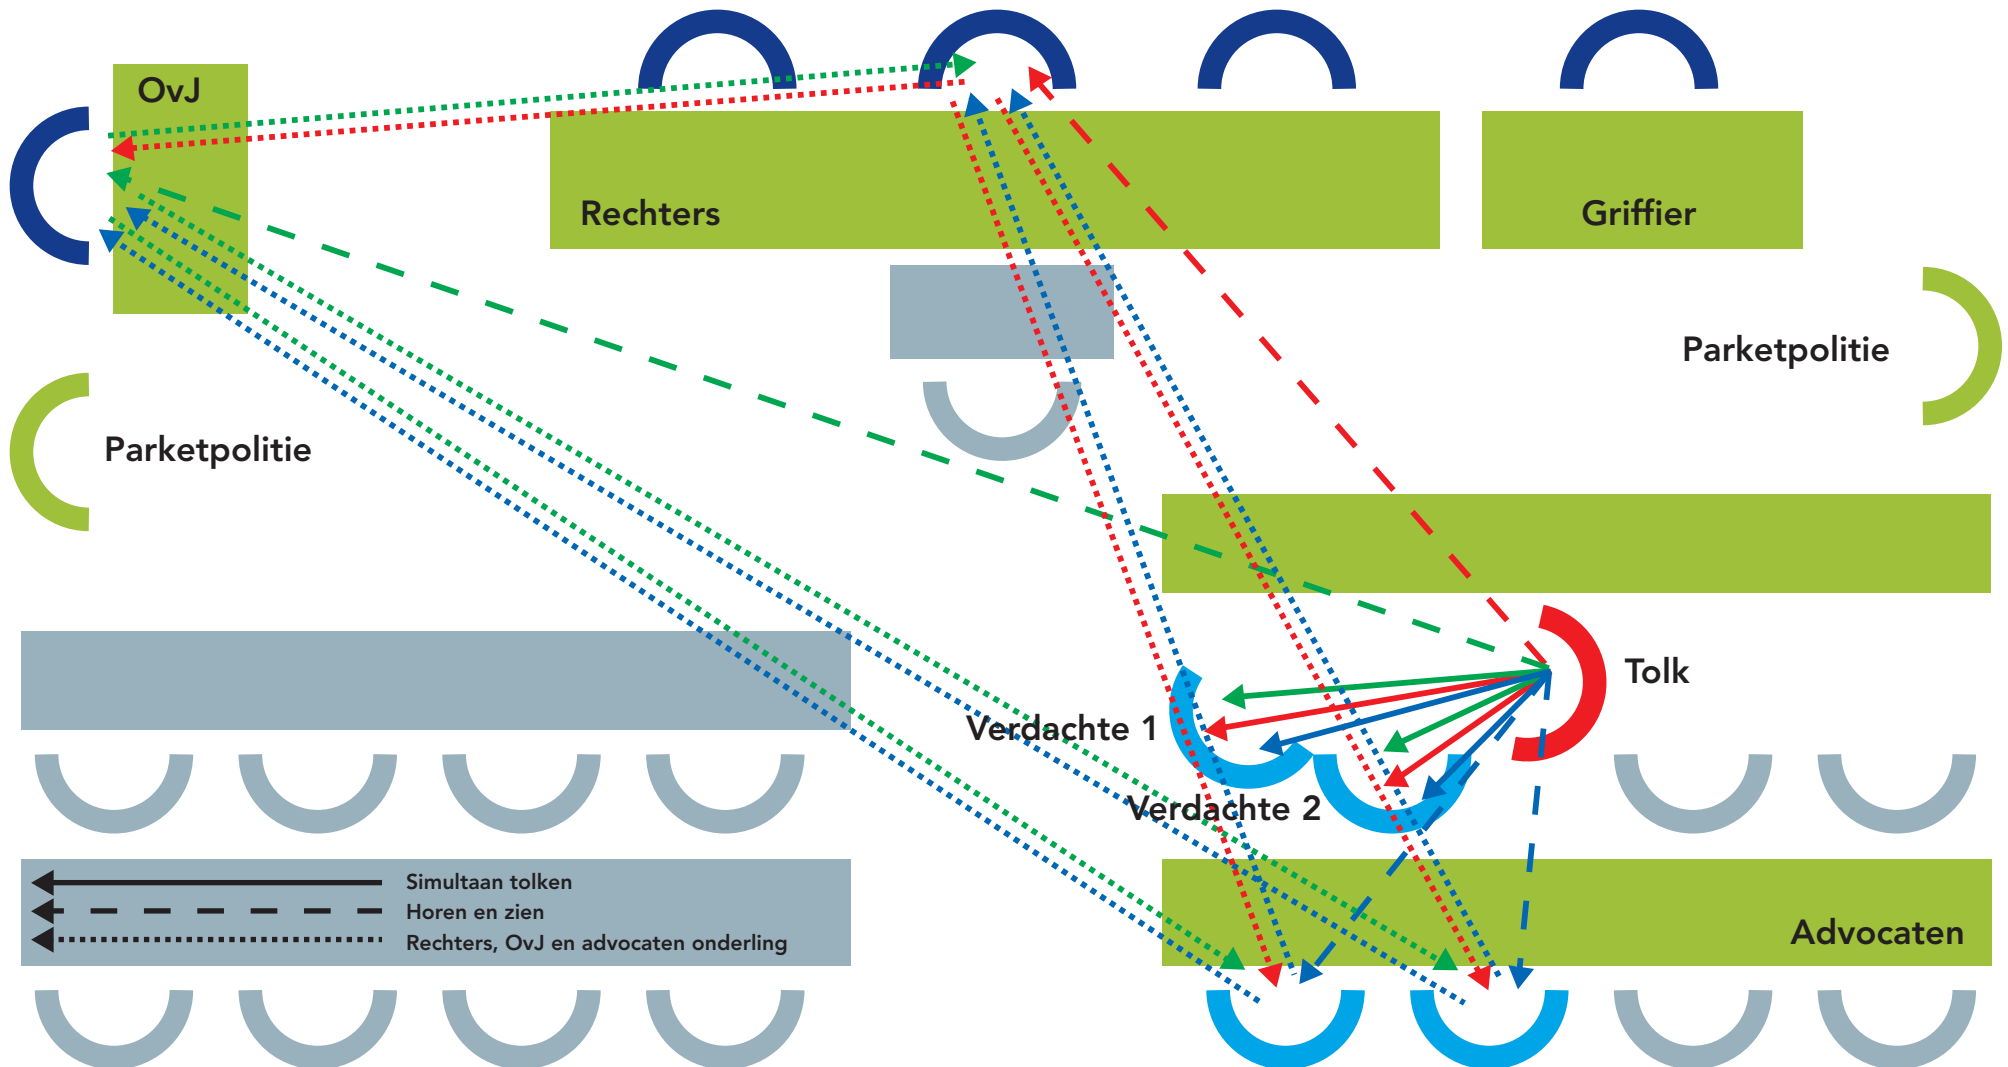 OvJ
Rechters
Griffier
Parketpolitie
Parketpolitie
Tolk
Verdachte 1
Verdachte 2
Simultaan tolken
Horen en zien
Rechters, OvJ en advocaten onderling
Advocaten